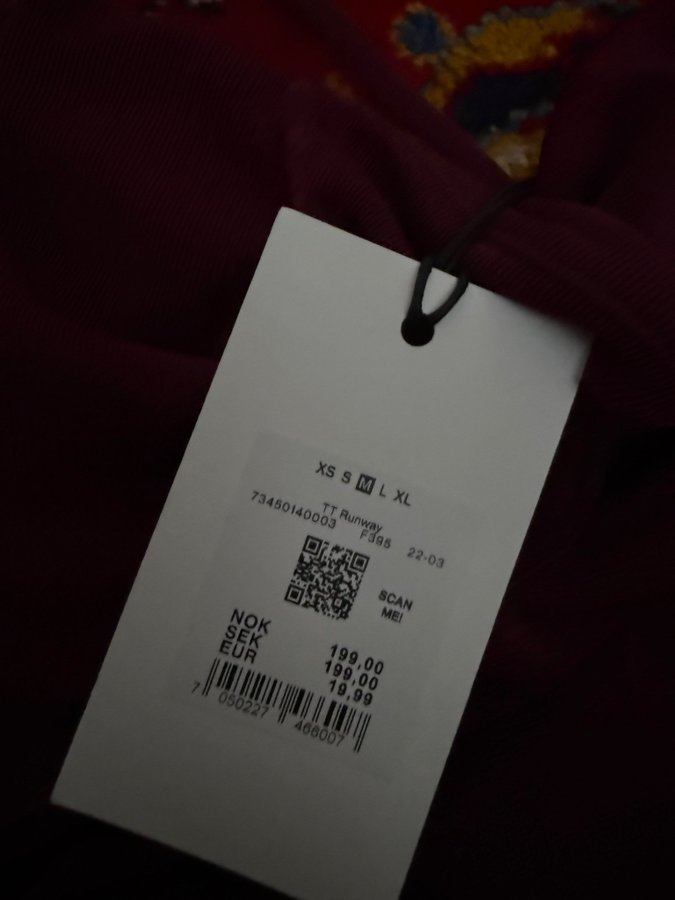 XS S M L XL
TT Runway
73450140003 F395 22-03
SCAN
ME!
NOK 199,00
SEK 199,00
EUR 19,99
7 050227 466007